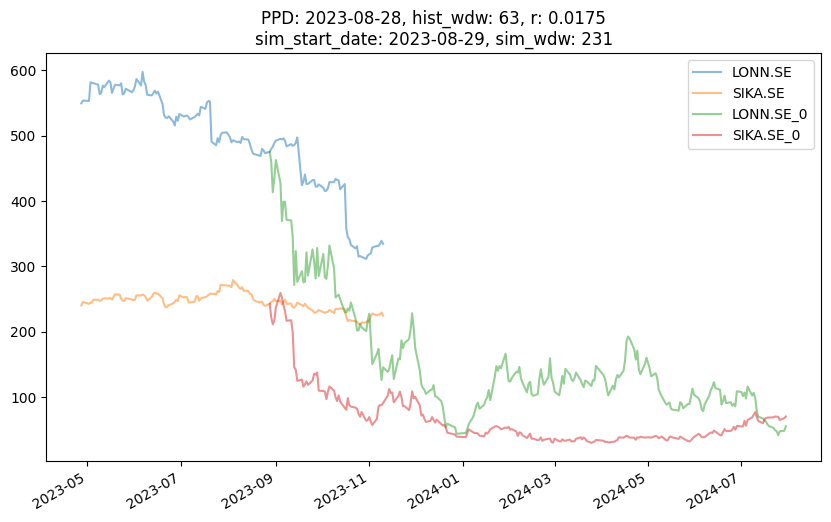 PPD: 2023-08-28, hist_wdw: 63, r: 0.0175
sim_start_date: 2023-08-29, sim_wdw: 231
LONN.SE
SIKA.SE
LONN.SE_0
SIKA.SE_0
600
500
400
300
200
100
2023-05
2023-07
2023-09
2023-11
2024-01
2024-03
2024-05
2024-07